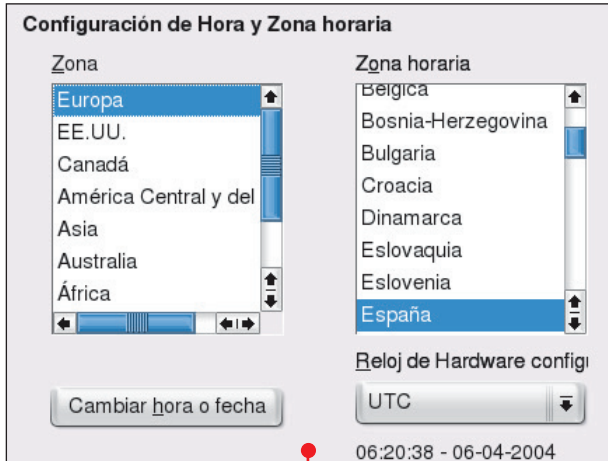 Configuración de Hora y Zona horaria
Zona
Europa
EE.UU.
Canadá
América Central y del
Asia
Australia
África
Cambiar hora o fecha
Zona horaria
Bélgica
Bosnia-Herzegovina
Bulgaria
Croacia
Dinamarca
Eslovaquia
Eslovenia
España
Reloj de Hardware config
UTC
06:20:38 - 06-04-2004